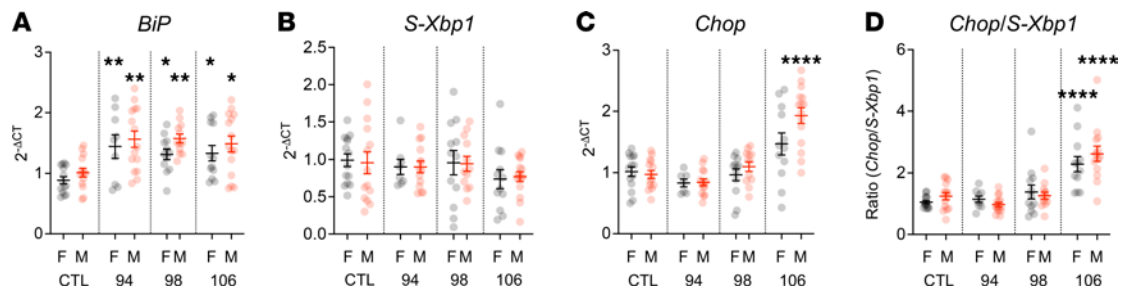 A BiP
** ** * ** * *
3
2
1
0
2-ΔCT
F M F M F M F M
CTL 94 98 106
B S-Xbp1
2.5
2.0
1.5
1.0
0.5
0.0
2-ΔCT
F M F M F M F M
CTL 94 98 106
C Chop
****
3
2
1
0
2-ΔCT
F M F M F M F M
CTL 94 98 106
D Chop/S-Xbp1
****
****
6
4
2
0
Ratio (Chop/S-Xbp1)
F M F M F M F M
CTL 94 98 106